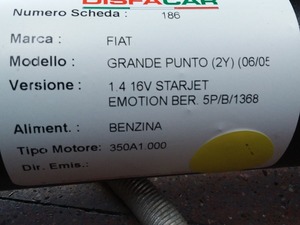 DISFACAR
Numero Scheda : 186
Marca : FIAT
Modello : GRANDE PUNTO (2Y) (06/05
Versione : 1.4 16V STARJET
EMOTION BER. 5P/B/1368
Aliment. : BENZINA
Tipo Motore: 350A1.000
Dir. Emis.: